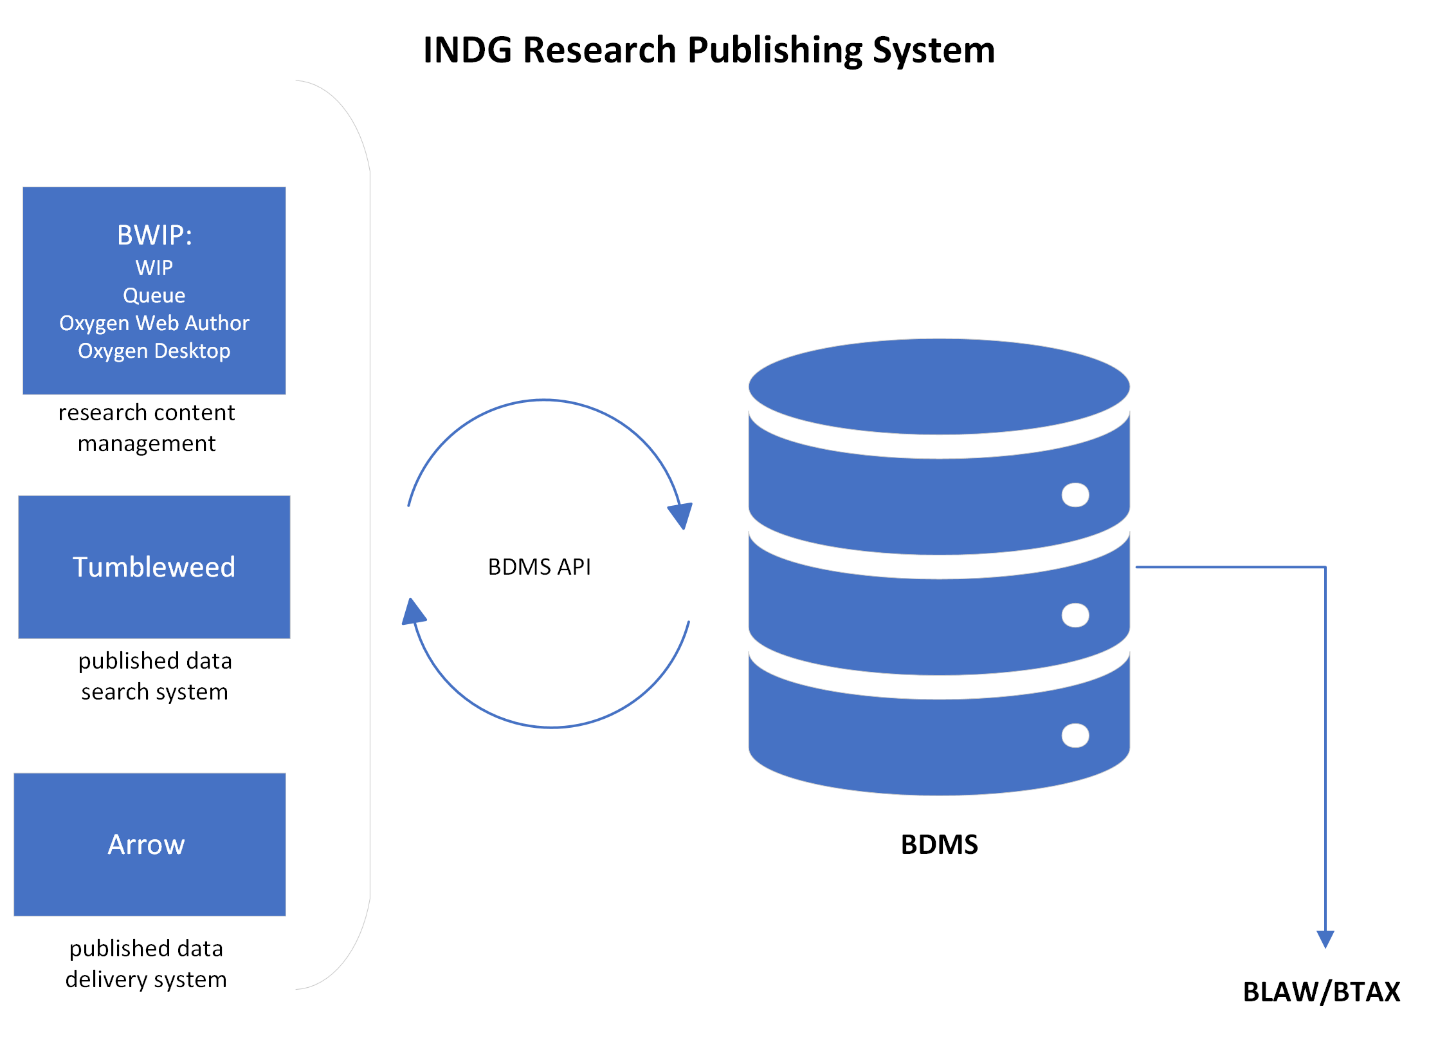 INDG Research Publishing System
BWIP:
WIP
Queue
Oxygen Web Author
Oxygen Desktop
research content
management
Tumbleweed
published data
search system
Arrow
published data
delivery system
BDMS API
BDMS
BLAW/BTAX